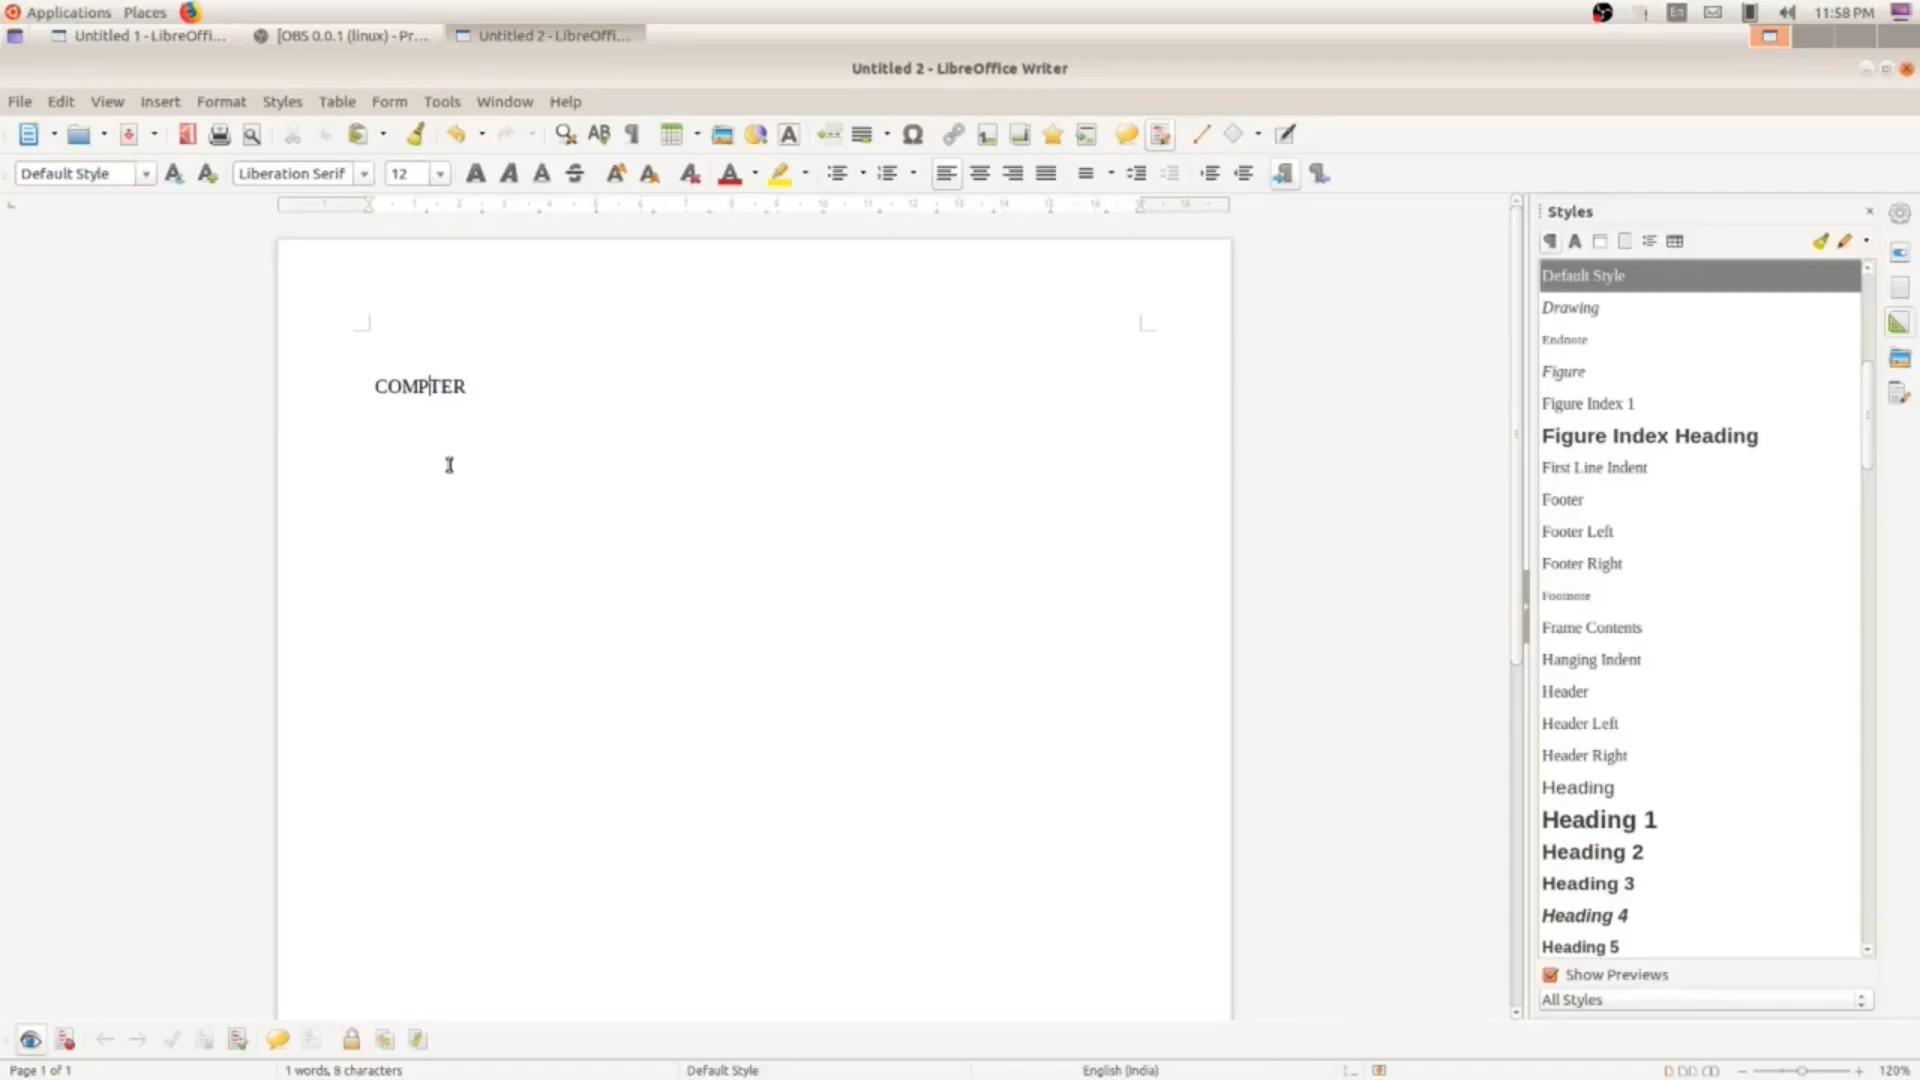 Applications Places 11:58 PM
Untitled 1 - LibreOffi... [OBS 0.0.1 (linux) - Pr... Untitled 2 - LibreOffi...
Untitled 2 - LibreOffice Writer
File Edit View Insert Format Styles Table Form Tools Window Help
Default Style Liberation Serif 12
Styles
Default Style
Drawing
Endnote
Figure
COMPTER
Figure Index 1
Figure Index Heading
First Line Indent
Footer
Footer Left
Footer Right
Footnote
Frame Contents
Hanging Indent
Header
Header Left
Header Right
Heading
Heading 1
Heading 2
Heading 3
Heading 4
Heading 5
Show Previews
All Styles
Page 1 of 1 1 words, 8 characters Default Style English (India) 120%